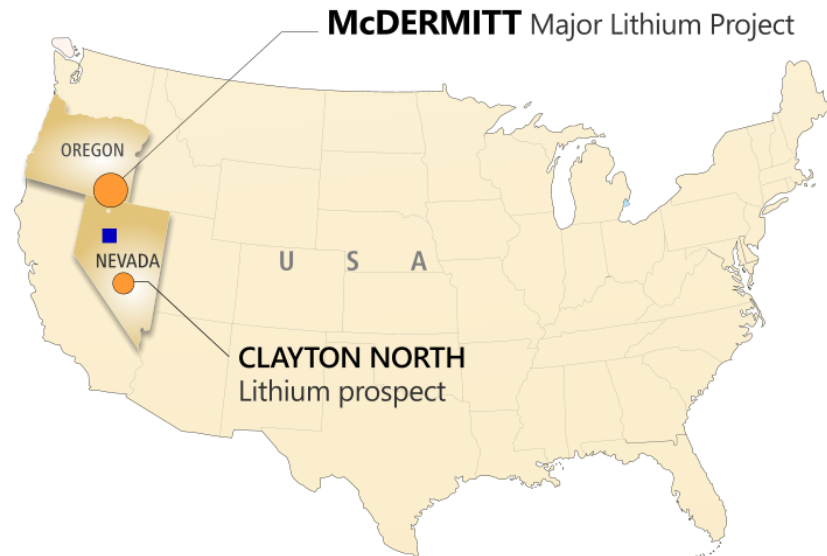 McDERMITT Major Lithium Project
OREGON
NEVADA
U S A
CLAYTON NORTH
Lithium prospect